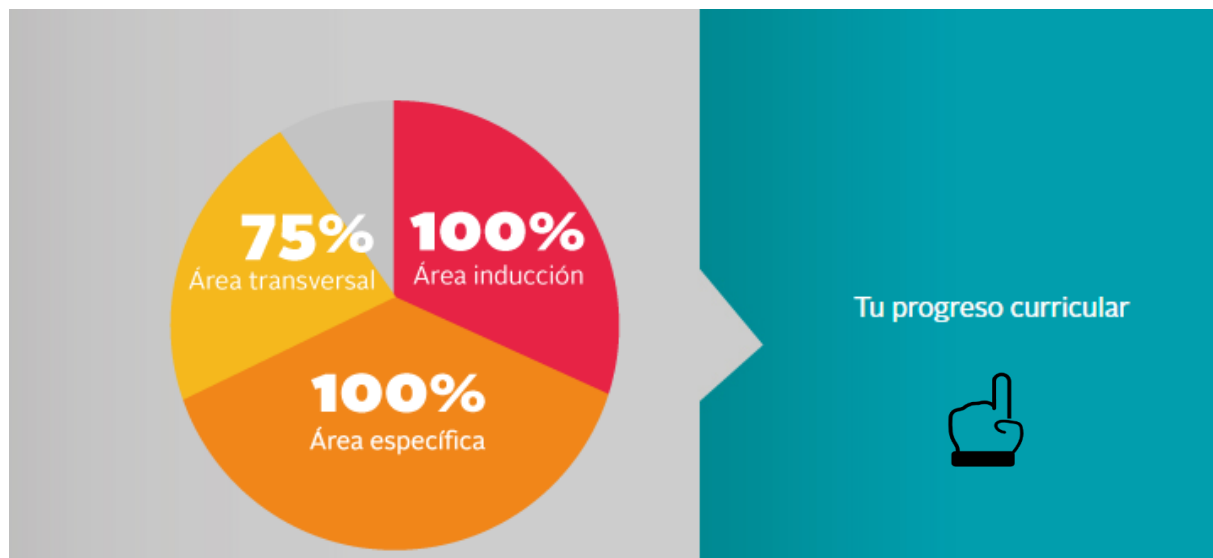 75%
Área transversal
100%
Área inducción
100%
Área específica
Tu progreso curricular